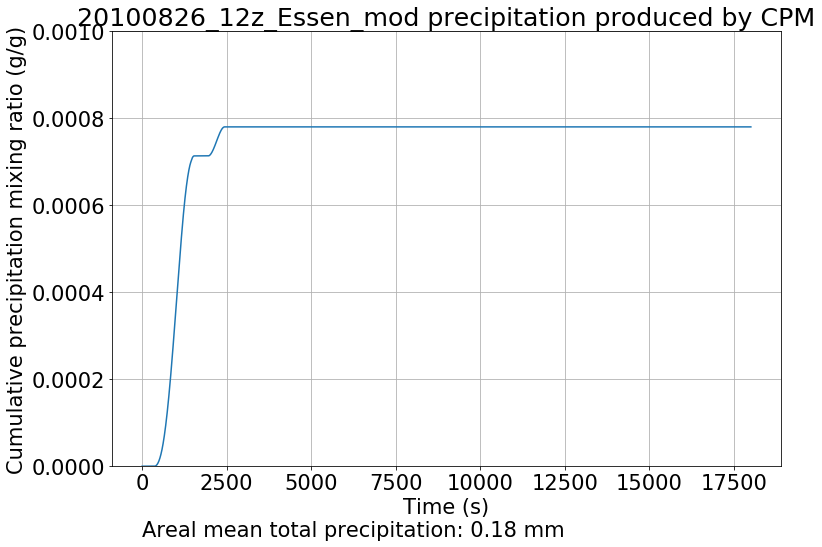 20100826_12z_Essen_mod precipitation produced by CPM
Cumulative precipitation mixing ratio (g/g)
0.0010
0.0008
0.0006
0.0004
0.0002
0.0000
0 2500 5000 7500 10000 12500 15000 17500
Time (s)
Areal mean total precipitation: 0.18 mm